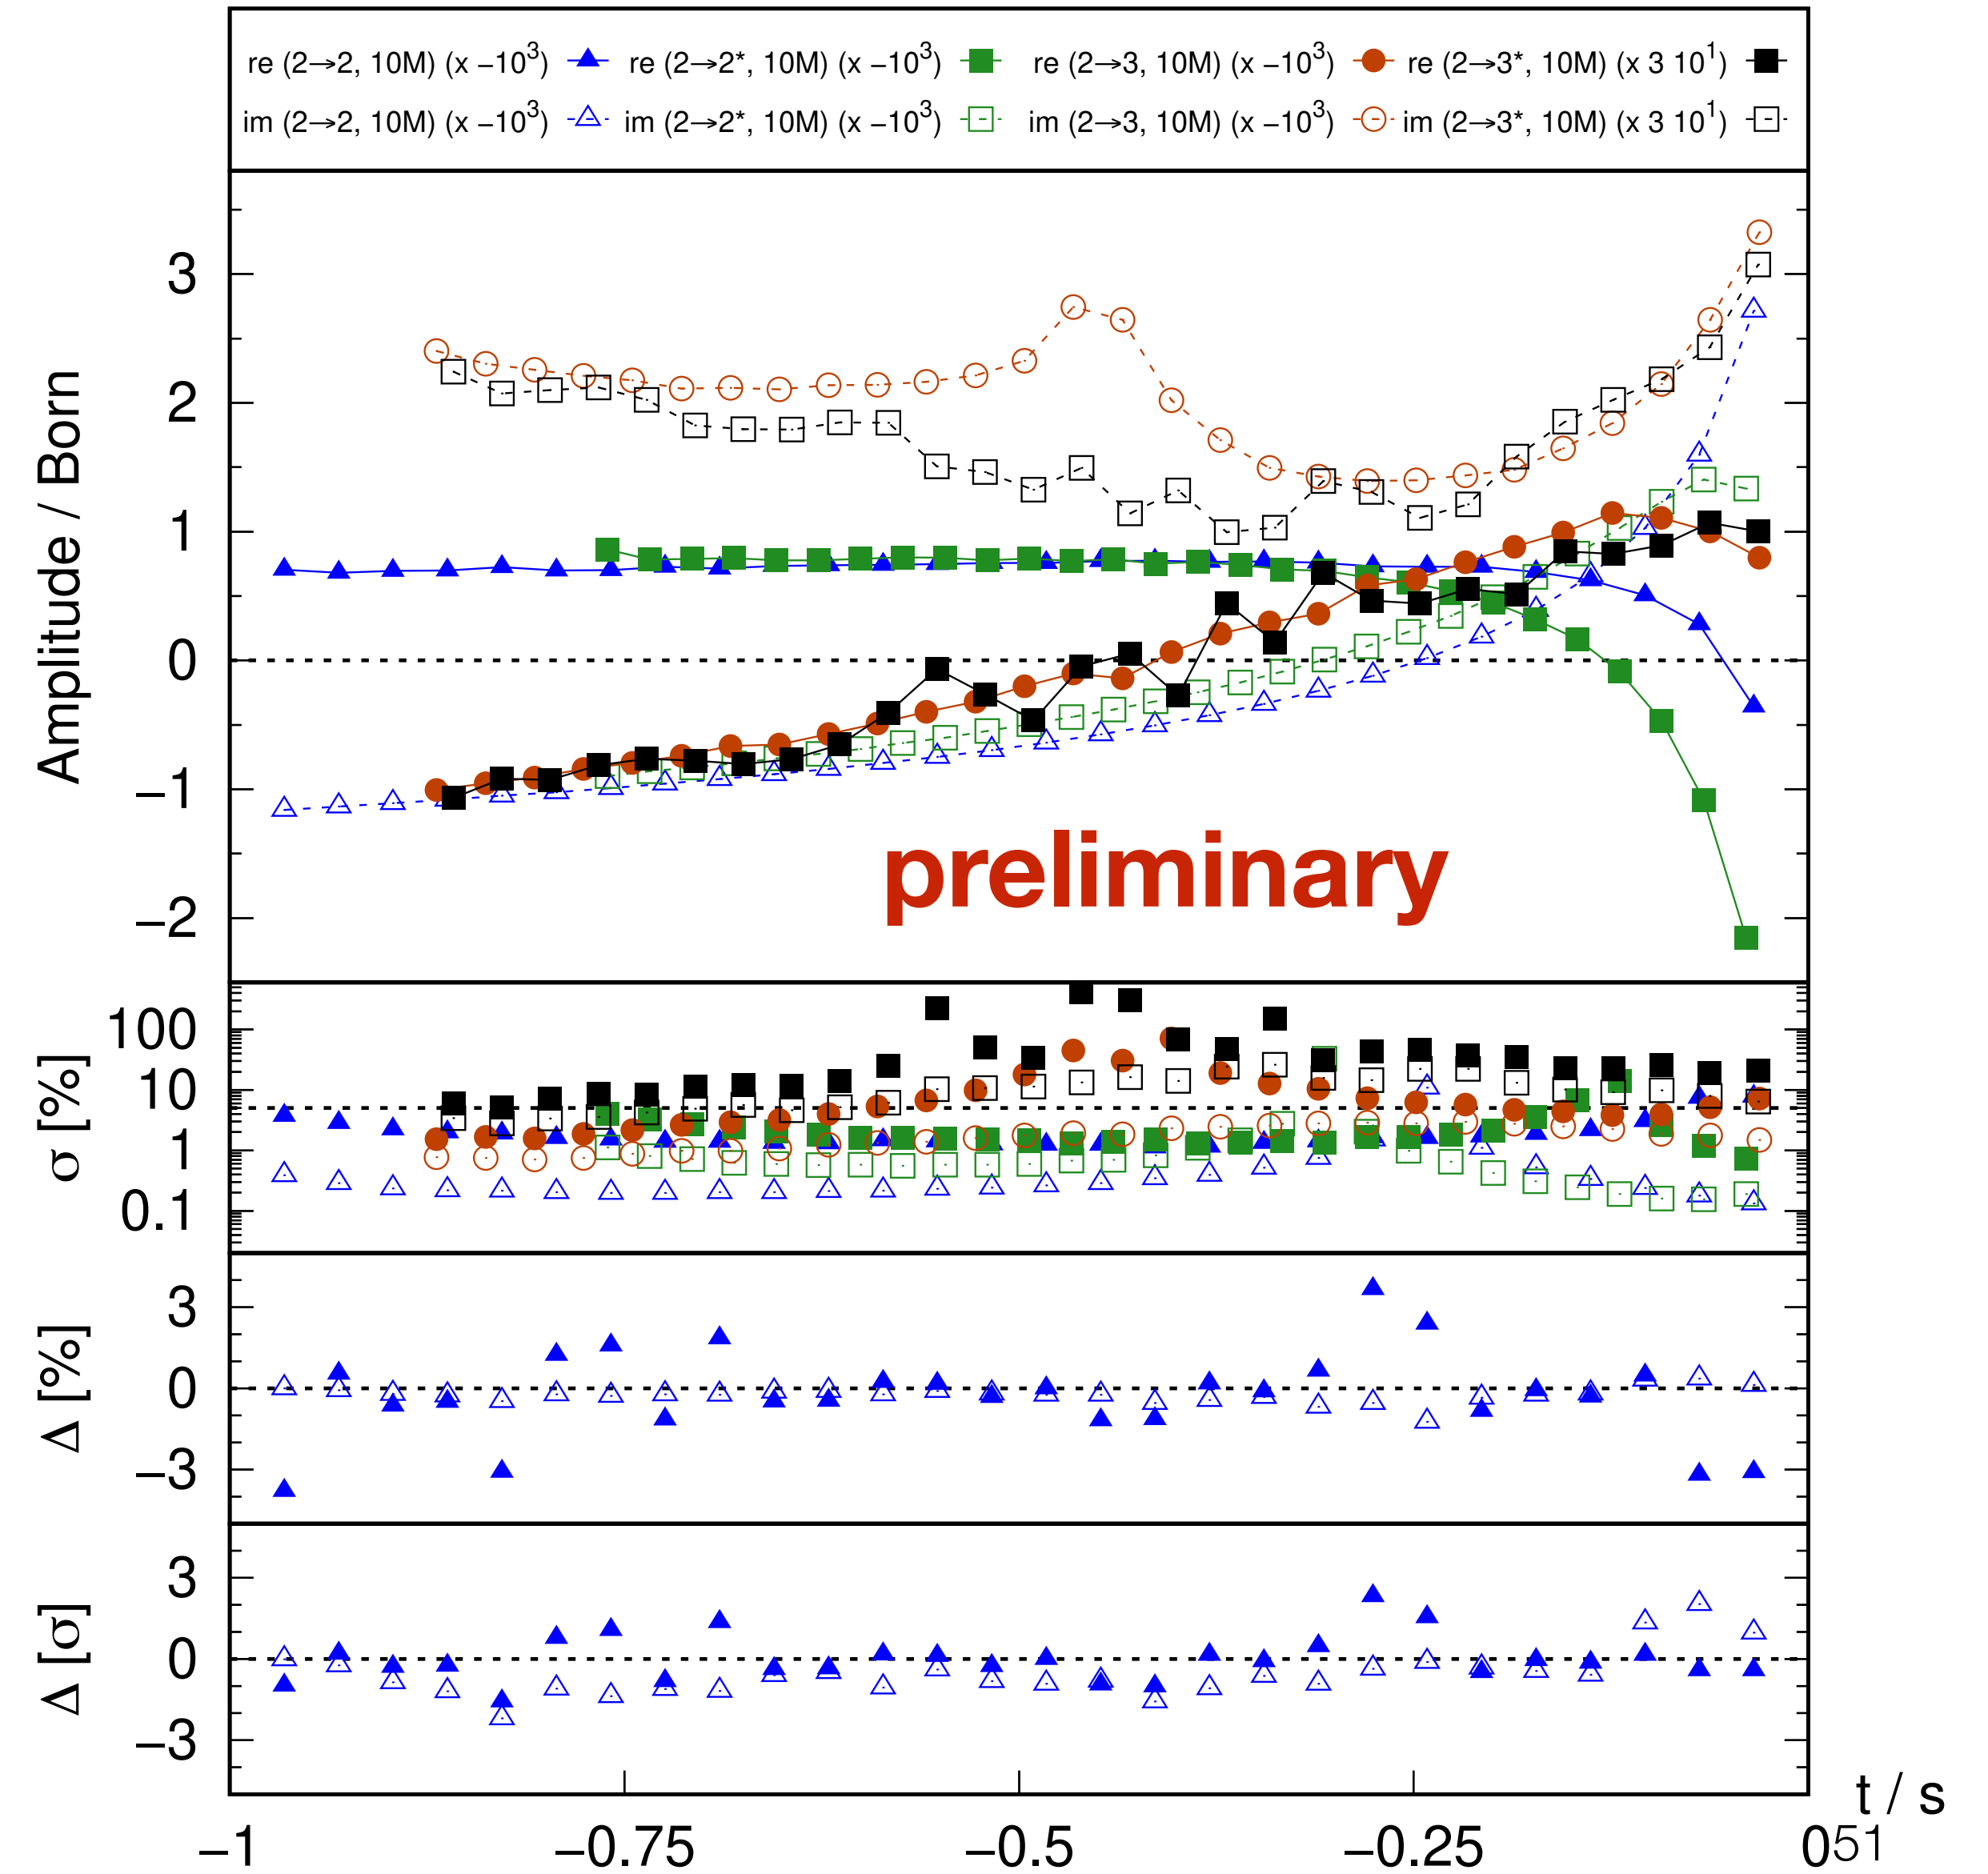 re (2→2, 10M) (x −10³) re (2→2*, 10M) (x −10³) re (2→3, 10M) (x −10³) re (2→3*, 10M) (x 3 10¹)
im (2→2, 10M) (x −10³) im (2→2*, 10M) (x −10³) im (2→3, 10M) (x −10³) im (2→3*, 10M) (x 3 10¹)
Amplitude / Born
3
2
1
0
−1
−2
preliminary
σ [%]
100
10
1
0.1
Δ [%]
3
0
−3
Δ [σ]
3
0
−3
t / s
−1 −0.75 −0.5 −0.25 0
51